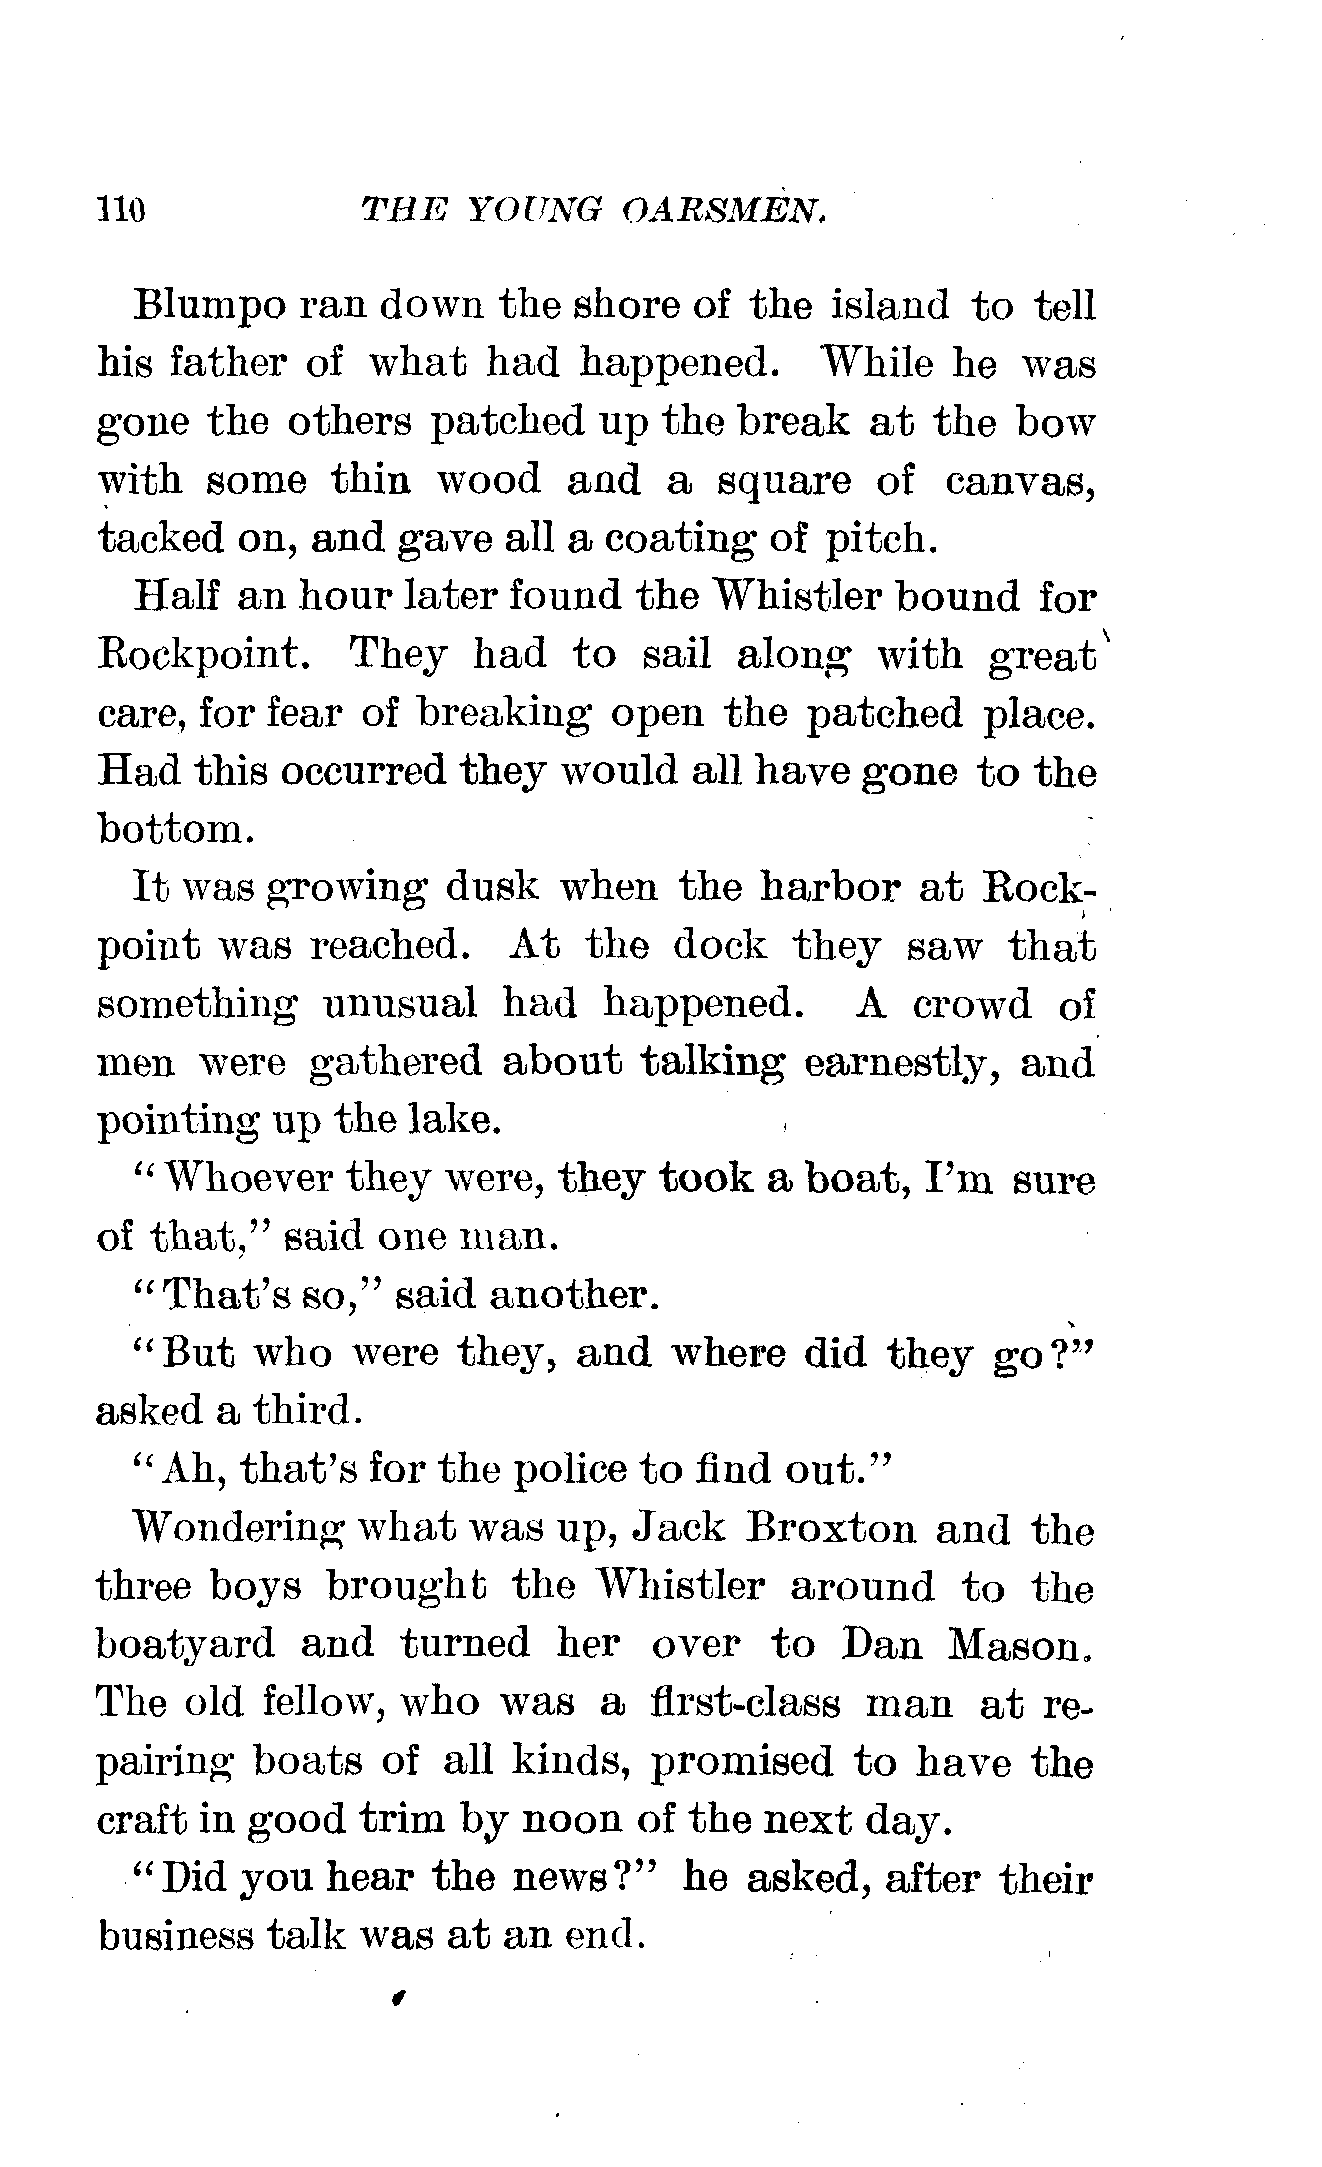 110 THE YOUNG OARSMEN.
Blumpo ran down the shore of the island to tell
his father of what had happened. While he was
gone the others patched up the break at the bow
with some thin wood and a square of canvas,
tacked on, and gave all a coating of pitch.
Half an hour later found the Whistler bound for
Rockpoint. They had to sail along with great
care, for fear of breaking open the patched place.
Had this occurred they would all have gone to the
bottom.
It was growing dusk when the harbor at Rock-
point was reached. At the dock they saw that
something unusual had happened. A crowd of
men were gathered about talking earnestly, and
pointing up the lake.
"Whoever they were, they took a boat, I'm sure
of that," said one man.
"That's so," said another.
"But who were they, and where did they go?"
asked a third.
"Ah, that's for the police to find out."
Wondering what was up, Jack Broxton and the
three boys brought the Whistler around to the
boatyard and turned her over to Dan Mason.
The old fellow, who was a first-class man at re-
pairing boats of all kinds, promised to have the
craft in good trim by noon of the next day.
"Did you hear the news?" he asked, after their
business talk was at an end.